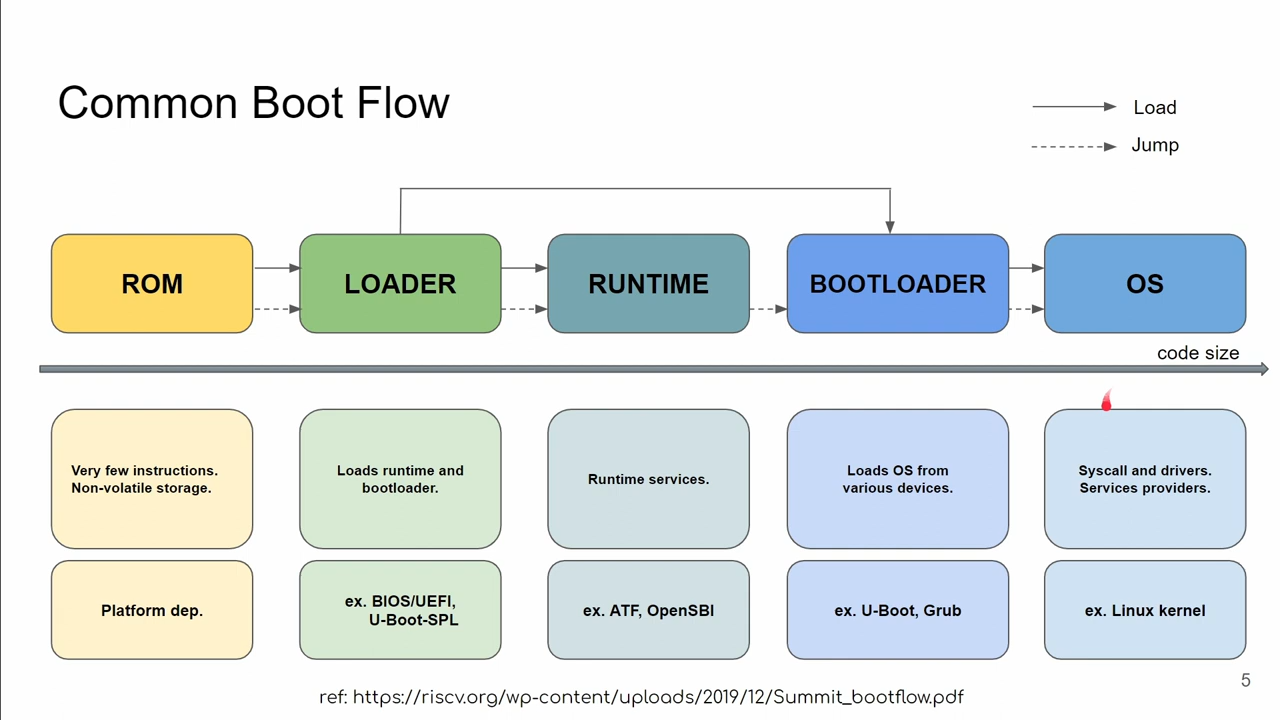 Common Boot Flow
Load
Jump
ROM
LOADER
RUNTIME
BOOTLOADER
OS
code size
Very few instructions.
Non-volatile storage.
Loads runtime and
bootloader.
Runtime services.
Loads OS from
various devices.
Syscall and drivers.
Services providers.
Platform dep.
ex. BIOS/UEFI,
U-Boot-SPL
ex. ATF, OpenSBI
ex. U-Boot, Grub
ex. Linux kernel
5
ref: https://riscv.org/wp-content/uploads/2019/12/Summit_bootflow.pdf